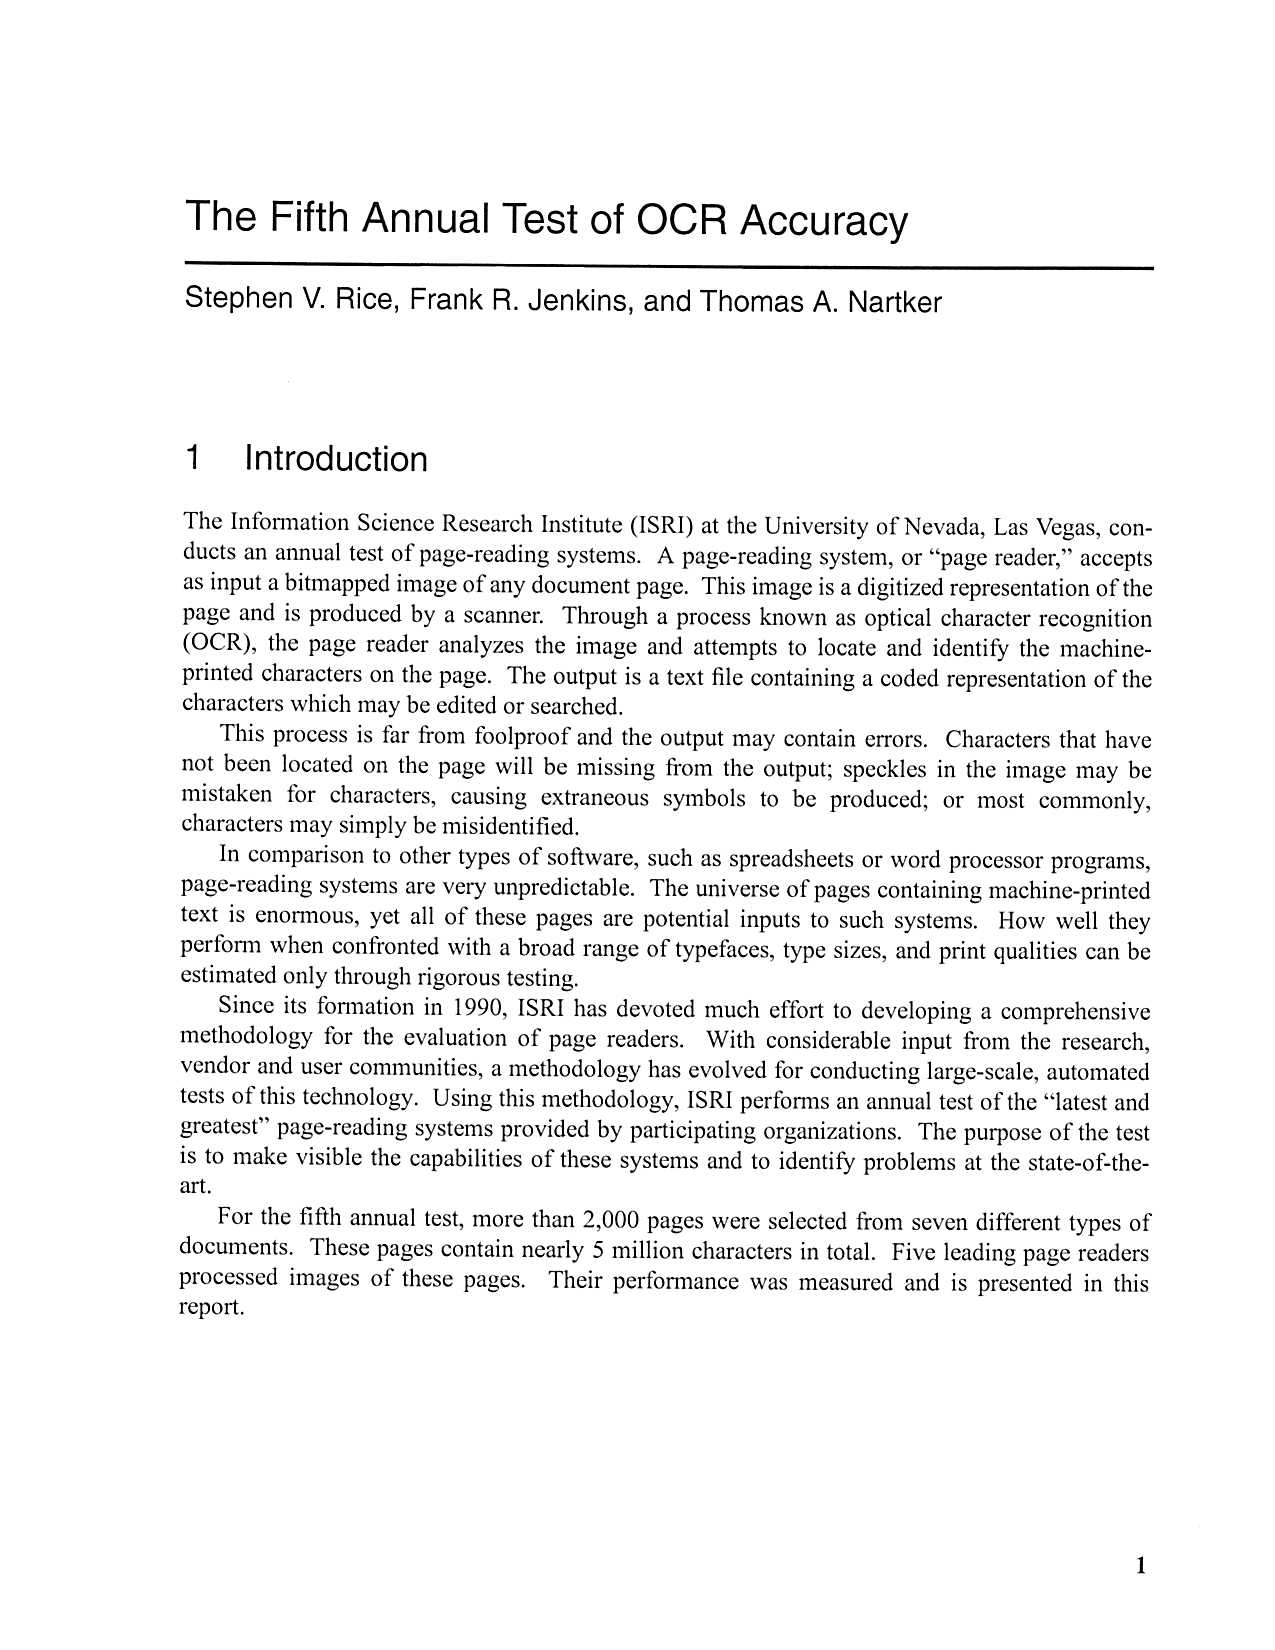 The Fifth Annual Test of OCR Accuracy
Stephen V. Rice, Frank R. Jenkins, and Thomas A. Nartker
1 Introduction
The Information Science Research Institute (ISRI) at the University of Nevada, Las Vegas, con-
ducts an annual test of page-reading systems. A page-reading system, or “page reader,” accepts
as input a bitmapped image of any document page. This image is a digitized representation of the
page and is produced by a scanner. Through a process known as optical character recognition
(OCR), the page reader analyzes the image and attempts to locate and identify the machine-
printed characters on the page. The output is a text file containing a coded representation of the
characters which may be edited or searched.
This process is far from foolproof and the output may contain errors. Characters that have
not been located on the page will be missing from the output; speckles in the image may be
mistaken for characters, causing extraneous symbols to be produced; or most commonly,
characters may simply be misidentified.
In comparison to other types of software, such as spreadsheets or word processor programs,
page-reading systems are very unpredictable. The universe of pages containing machine-printed
text is enormous, yet all of these pages are potential inputs to such systems. How well they
perform when confronted with a broad range of typefaces, type sizes, and print qualities can be
estimated only through rigorous testing.
Since its formation in 1990, ISRI has devoted much effort to developing a comprehensive
methodology for the evaluation of page readers. With considerable input from the research,
vendor and user communities, a methodology has evolved for conducting large-scale, automated
tests of this technology. Using this methodology, ISRI performs an annual test of the “latest and
greatest” page-reading systems provided by participating organizations. The purpose of the test
is to make visible the capabilities of these systems and to identify problems at the state-of-the-
art.
For the fifth annual test, more than 2,000 pages were selected from seven different types of
documents. These pages contain nearly 5 million characters in total. Five leading page readers
processed images of these pages. Their performance was measured and is presented in this
report.
1